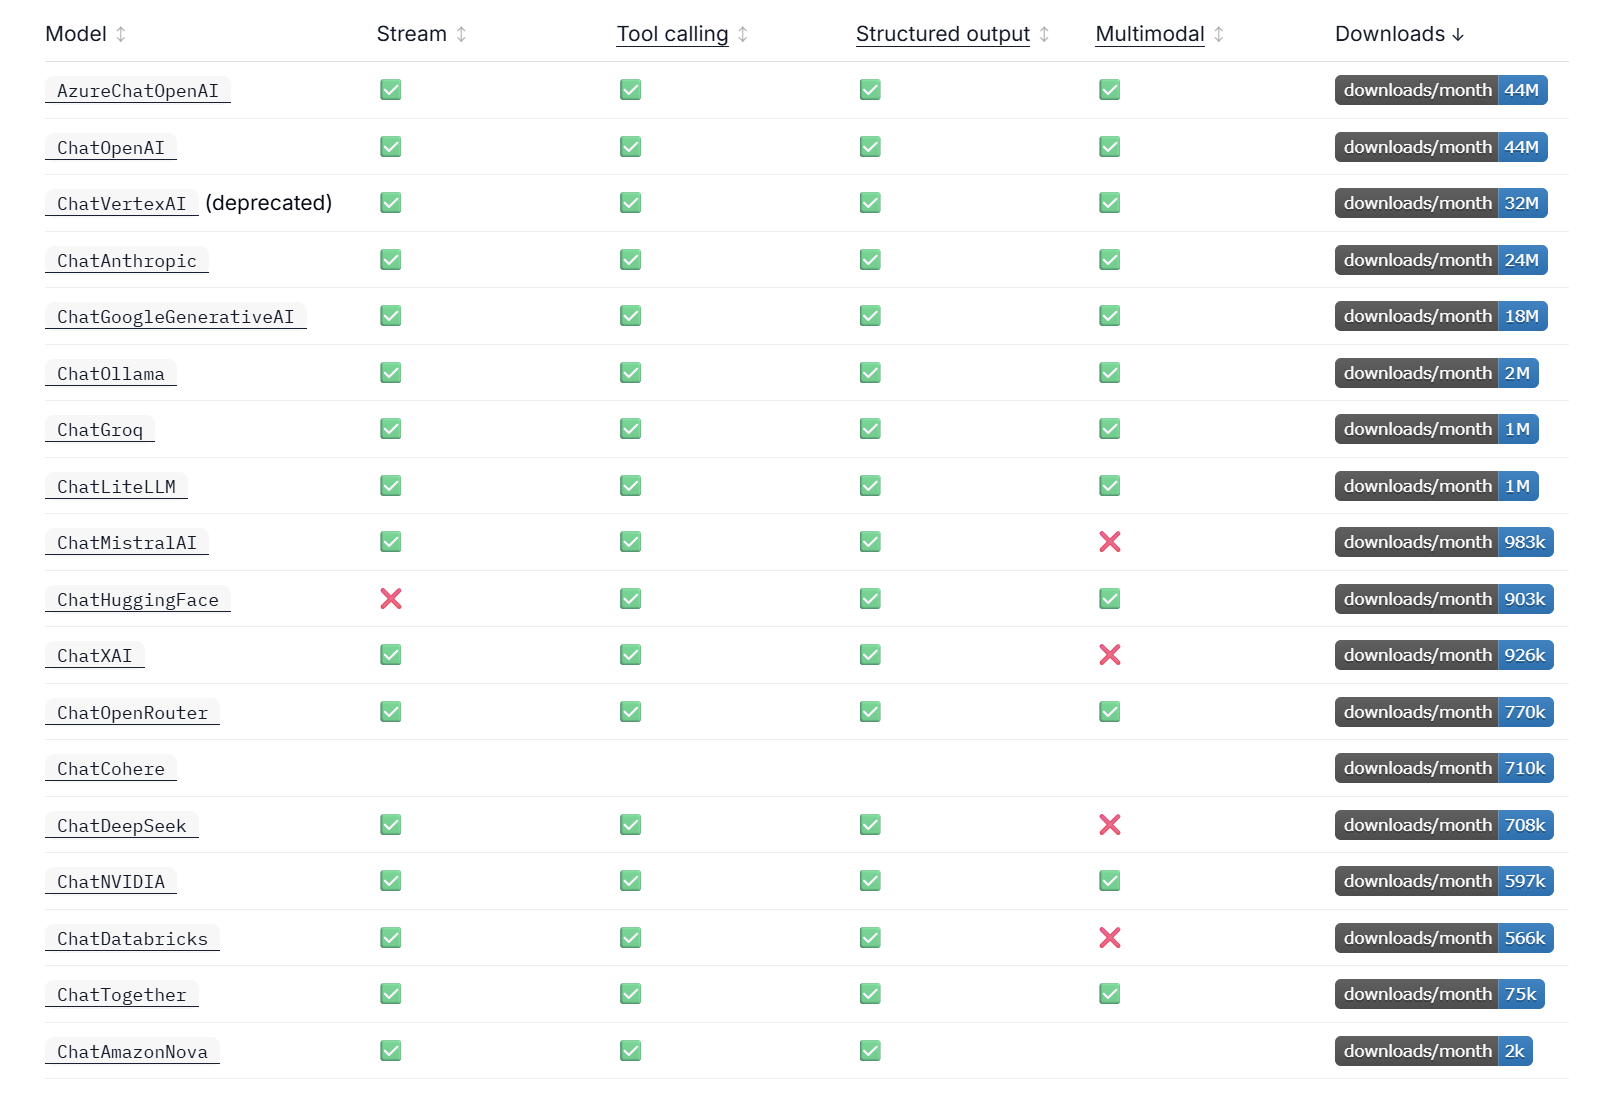 Model Stream Tool calling Structured output Multimodal Downloads ↓
AzureChatOpenAI ✅ ✅ ✅ ✅ downloads/month 44M
ChatOpenAI ✅ ✅ ✅ ✅ downloads/month 44M
ChatVertexAI (deprecated) ✅ ✅ ✅ ✅ downloads/month 32M
ChatAnthropic ✅ ✅ ✅ ✅ downloads/month 24M
ChatGoogleGenerativeAI ✅ ✅ ✅ ✅ downloads/month 18M
ChatOllama ✅ ✅ ✅ ✅ downloads/month 2M
ChatGroq ✅ ✅ ✅ ✅ downloads/month 1M
ChatLiteLLM ✅ ✅ ✅ ✅ downloads/month 1M
ChatMistralAI ✅ ✅ ✅ ❌ downloads/month 983k
ChatHuggingFace ❌ ✅ ✅ ✅ downloads/month 903k
ChatXAI ✅ ✅ ✅ ❌ downloads/month 926k
ChatOpenRouter ✅ ✅ ✅ ✅ downloads/month 770k
ChatCohere downloads/month 710k
ChatDeepSeek ✅ ✅ ✅ ❌ downloads/month 708k
ChatNVIDIA ✅ ✅ ✅ ✅ downloads/month 597k
ChatDatabricks ✅ ✅ ✅ ❌ downloads/month 566k
ChatTogether ✅ ✅ ✅ ✅ downloads/month 75k
ChatAmazonNova ✅ ✅ ✅ downloads/month 2k